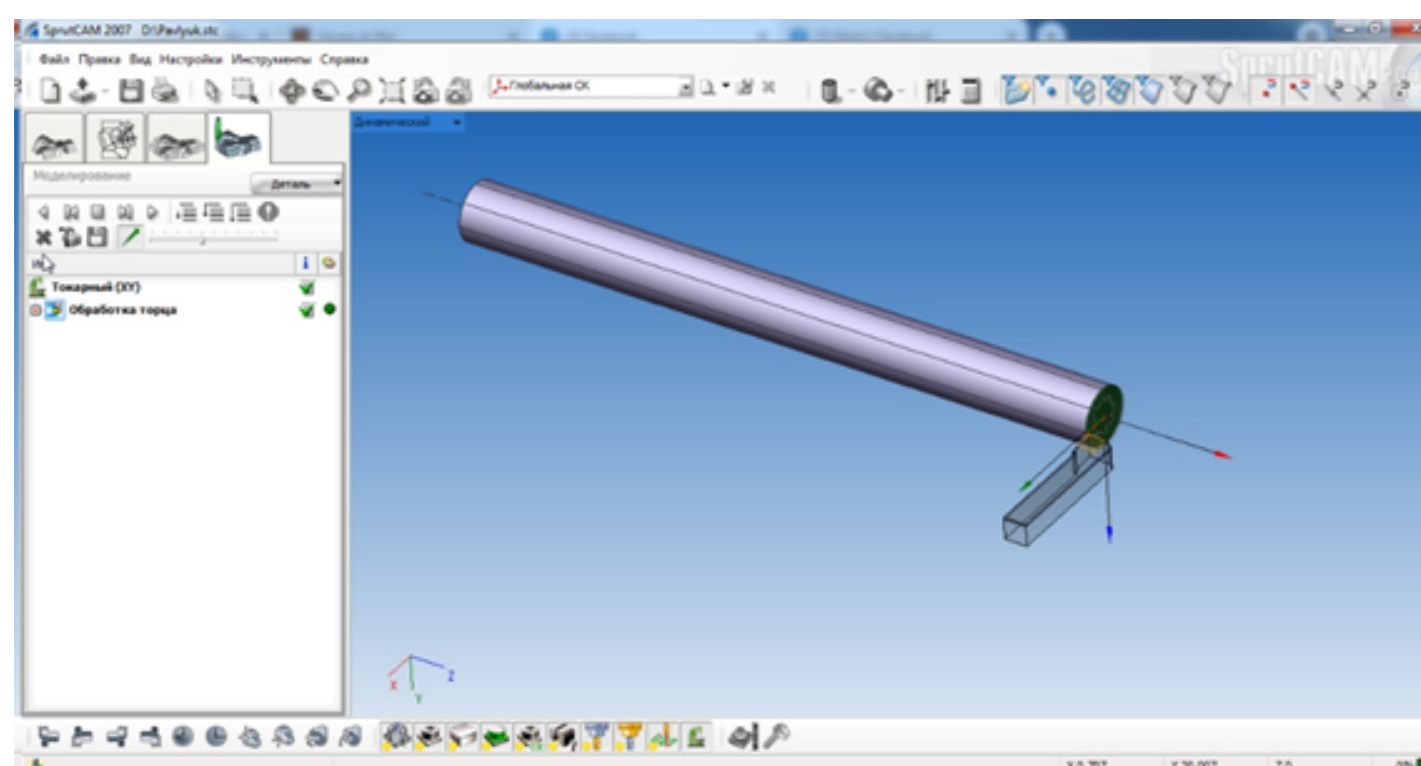 SprutCAM 2007 D:\Pavlyuk.stc
Файл Правка Вид Настройки Инструменты Справка
Глобальная СК
SprutCAM
Динамический
Моделирование
Деталь
Токарный (XY)
Обработка торца
Z
X
Y